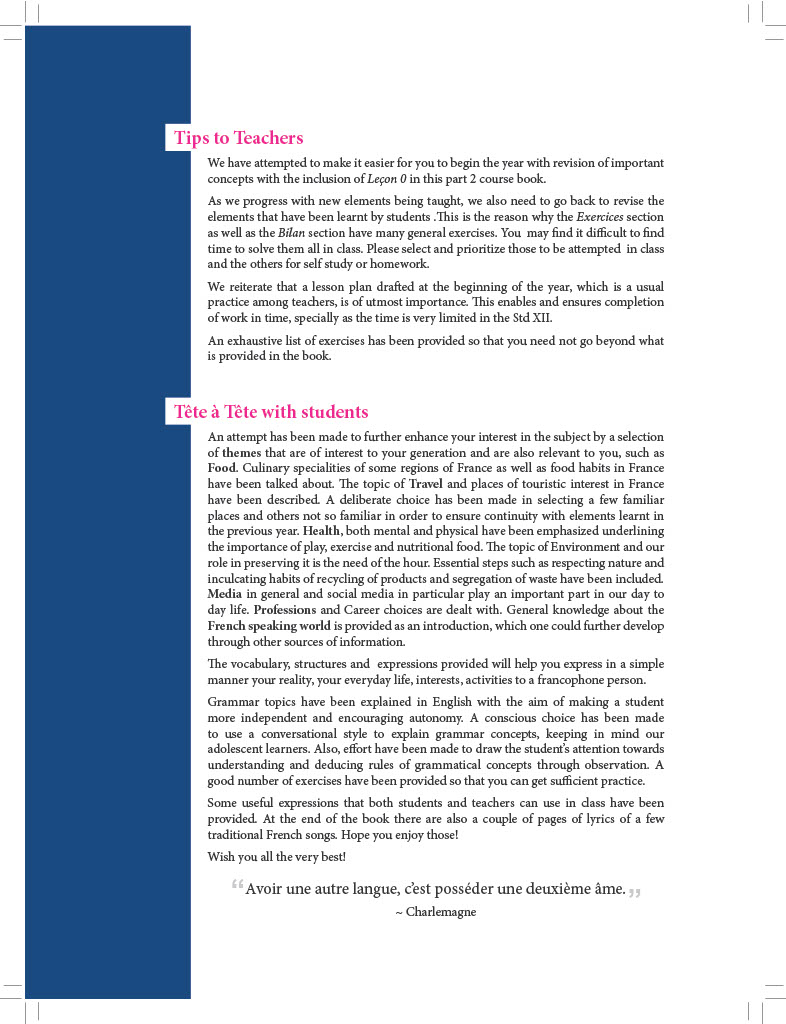 Tips to Teachers
We have attempted to make it easier for you to begin the year with revision of important
concepts with the inclusion of Leçon 0 in this part 2 course book.
As we progress with new elements being taught, we also need to go back to revise the
elements that have been learnt by students .This is the reason why the Exercices section
as well as the Bilan section have many general exercises. You  may find it difficult to find
time to solve them all in class. Please select and prioritize those to be attempted  in class
and the others for self study or homework.
We reiterate that a lesson plan drafted at the beginning of the year, which is a usual
practice among teachers, is of utmost importance. This enables and ensures completion
of work in time, specially as the time is very limited in the Std XII.
An exhaustive list of exercises has been provided so that you need not go beyond what
is provided in the book.
Tête à Tête with students
An attempt has been made to further enhance your interest in the subject by a selection
of themes that are of interest to your generation and are also relevant to you, such as
Food. Culinary specialities of some regions of France as well as food habits in France
have been talked about. The topic of Travel and places of touristic interest in France
have been described. A deliberate choice has been made in selecting a few familiar
places and others not so familiar in order to ensure continuity with elements learnt in
the previous year. Health, both mental and physical have been emphasized underlining
the importance of play, exercise and nutritional food. The topic of Environment and our
role in preserving it is the need of the hour. Essential steps such as respecting nature and
inculcating habits of recycling of products and segregation of waste have been included.
Media in general and social media in particular play an important part in our day to
day life. Professions and Career choices are dealt with. General knowledge about the
French speaking world is provided as an introduction, which one could further develop
through other sources of information.
The vocabulary, structures and  expressions provided will help you express in a simple
manner your reality, your everyday life, interests, activities to a francophone person.
Grammar topics have been explained in English with the aim of making a student
more independent and encouraging autonomy. A conscious choice has been made
to use a conversational style to explain grammar concepts, keeping in mind our
adolescent learners. Also, effort have been made to draw the student's attention towards
understanding and deducing rules of grammatical concepts through observation. A
good number of exercises have been provided so that you can get sufficient practice.
Some useful expressions that both students and teachers can use in class have been
provided. At the end of the book there are also a couple of pages of lyrics of a few
traditional French songs. Hope you enjoy those!
Wish you all the very best!
“Avoir une autre langue, c'est posséder une deuxième âme.”
~ Charlemagne